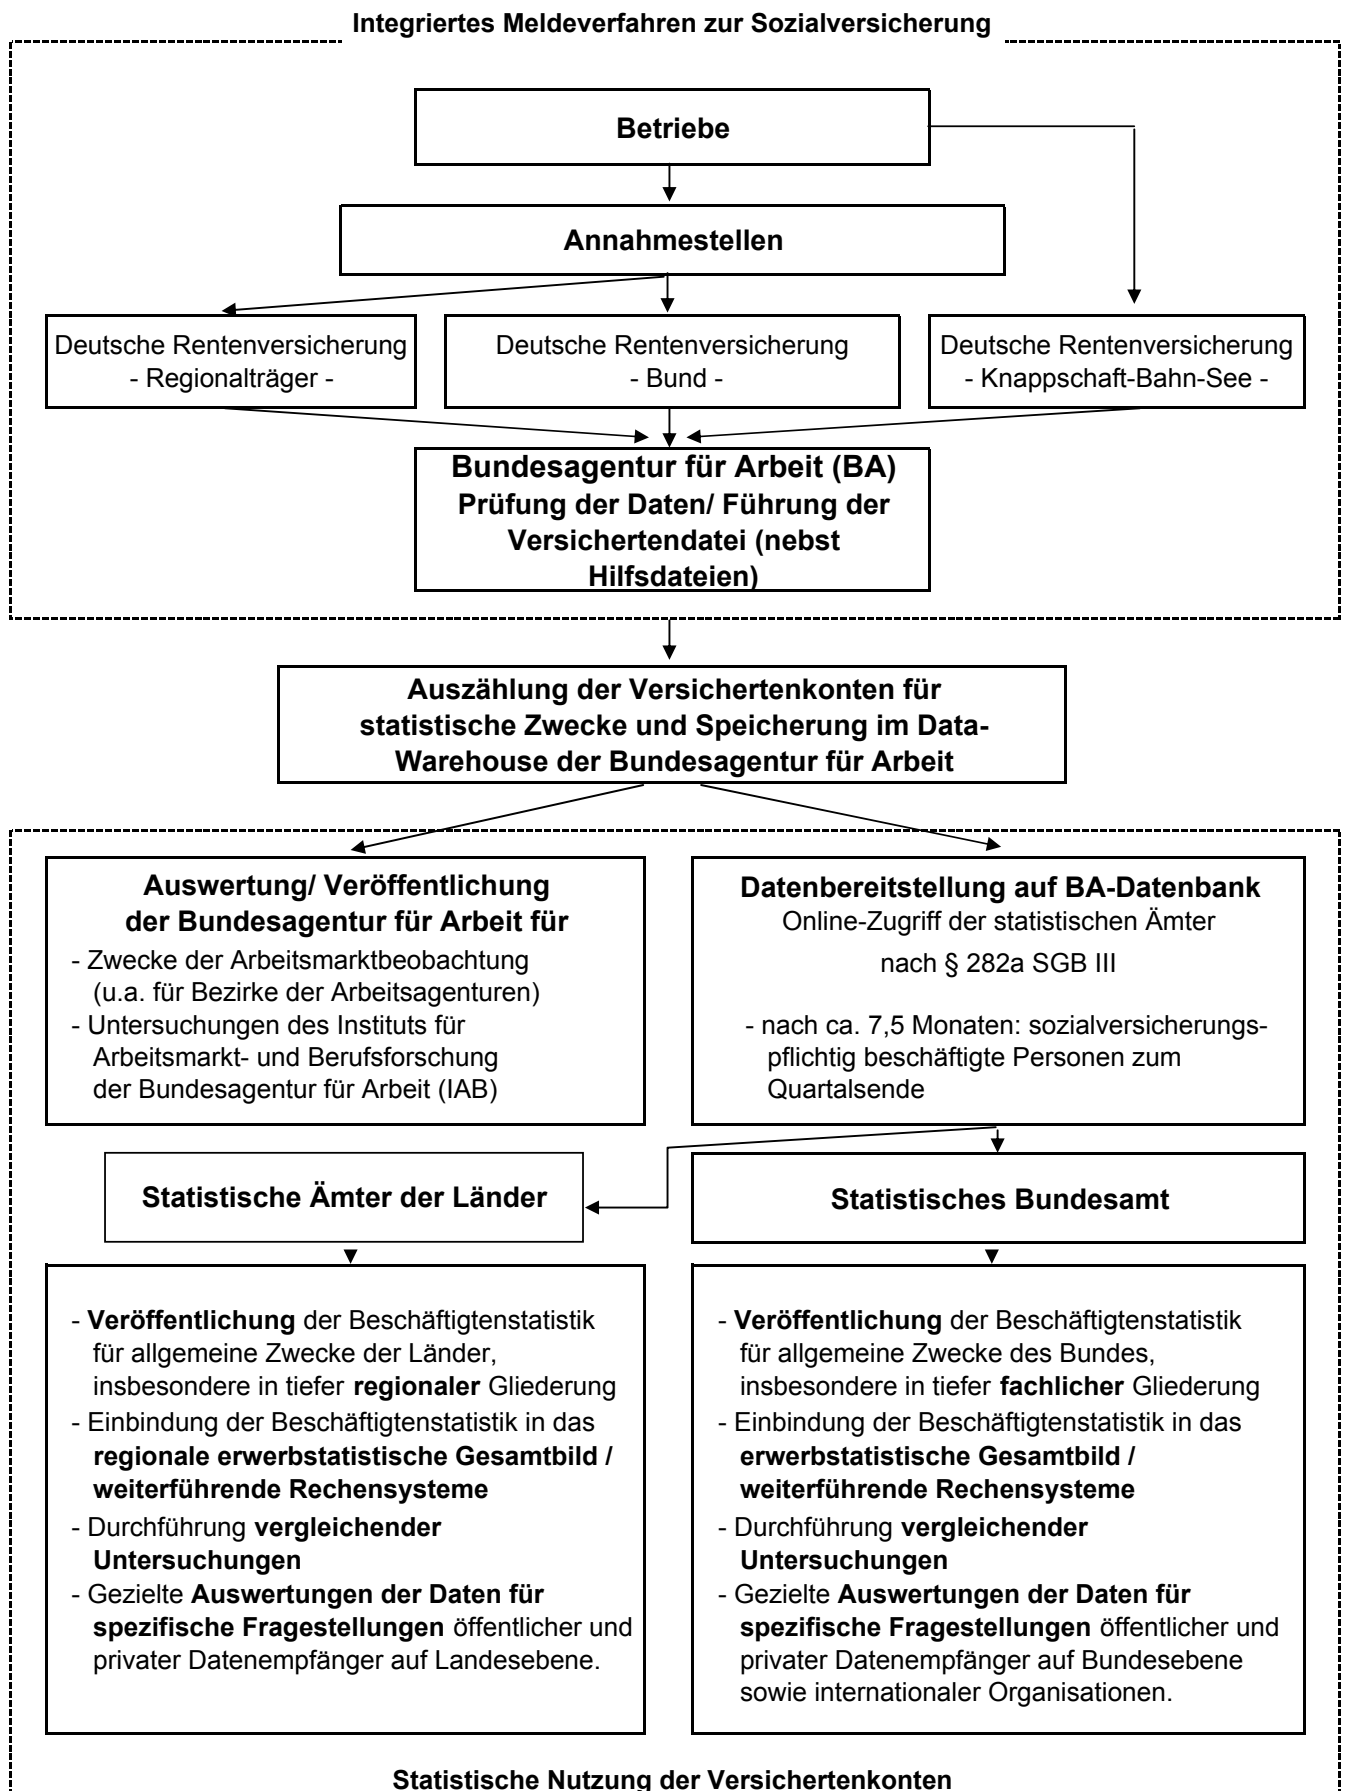 Integriertes Meldeverfahren zur Sozialversicherung
Betriebe
Annahmestellen
Deutsche Rentenversicherung
- Regionalträger -
Deutsche Rentenversicherung
- Bund -
Deutsche Rentenversicherung
- Knappschaft-Bahn-See -
Bundesagentur für Arbeit (BA)
Prüfung der Daten/ Führung der
Versichertendatei (nebst
Hilfsdateien)
Auszählung der Versichertenkonten für
statistische Zwecke und Speicherung im Data-
Warehouse der Bundesagentur für Arbeit
Auswertung/ Veröffentlichung
der Bundesagentur für Arbeit für
- Zwecke der Arbeitsmarktbeobachtung
(u.a. für Bezirke der Arbeitsagenturen)
- Untersuchungen des Instituts für
Arbeitsmarkt- und Berufsforschung
der Bundesagentur für Arbeit (IAB)
Datenbereitstellung auf BA-Datenbank
Online-Zugriff der statistischen Ämter
nach § 282a SGB III
- nach ca. 7,5 Monaten: sozialversicherungs-
pflichtig beschäftigte Personen zum
Quartalsende
Statistische Ämter der Länder
Statistisches Bundesamt
- Veröffentlichung der Beschäftigtenstatistik
für allgemeine Zwecke der Länder,
insbesondere in tiefer regionaler Gliederung
- Einbindung der Beschäftigtenstatistik in das
regionale erwerbstatistische Gesamtbild /
weiterführende Rechensysteme
- Durchführung vergleichender
Untersuchungen
- Gezielte Auswertungen der Daten für
spezifische Fragestellungen öffentlicher und
privater Datenempfänger auf Landesebene.
- Veröffentlichung der Beschäftigtenstatistik
für allgemeine Zwecke des Bundes,
insbesondere in tiefer fachlicher Gliederung
- Einbindung der Beschäftigtenstatistik in das
erwerbstatistische Gesamtbild /
weiterführende Rechensysteme
- Durchführung vergleichender
Untersuchungen
- Gezielte Auswertungen der Daten für
spezifische Fragestellungen öffentlicher und
privater Datenempfänger auf Bundesebene
sowie internationaler Organisationen.
Statistische Nutzung der Versichertenkonten